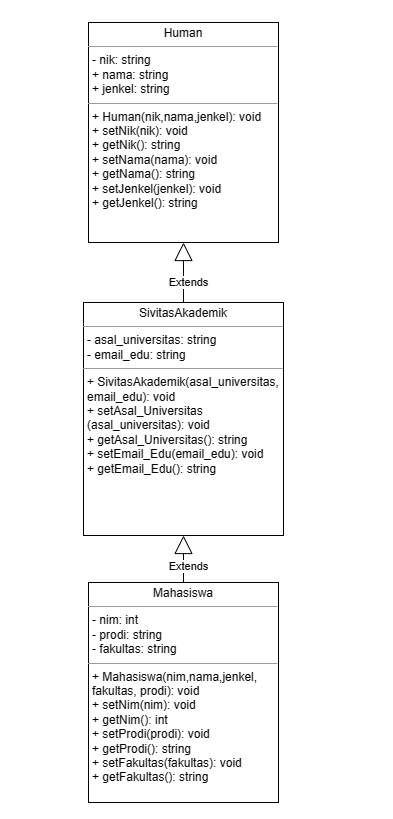 Human
- nik: string
+ nama: string
+ jenkel: string
+ Human(nik,nama,jenkel): void
+ setNik(nik): void
+ getNik(): string
+ setNama(nama): void
+ getNama(): string
+ setJenkel(jenkel): void
+ getJenkel(): string
Extends
SivitasAkademik
- asal_universitas: string
- email_edu: string
+ SivitasAkademik(asal_universitas,
email_edu): void
+ setAsal_Universitas
(asal_universitas): void
+ getAsal_Universitas(): string
+ setEmail_Edu(email_edu): void
+ getEmail_Edu(): string
Extends
Mahasiswa
- nim: int
- prodi: string
- fakultas: string
+ Mahasiswa(nim,nama,jenkel,
fakultas, prodi): void
+ setNim(nim): void
+ getNim(): int
+ setProdi(prodi): void
+ getProdi(): string
+ setFakultas(fakultas): void
+ getFakultas(): string